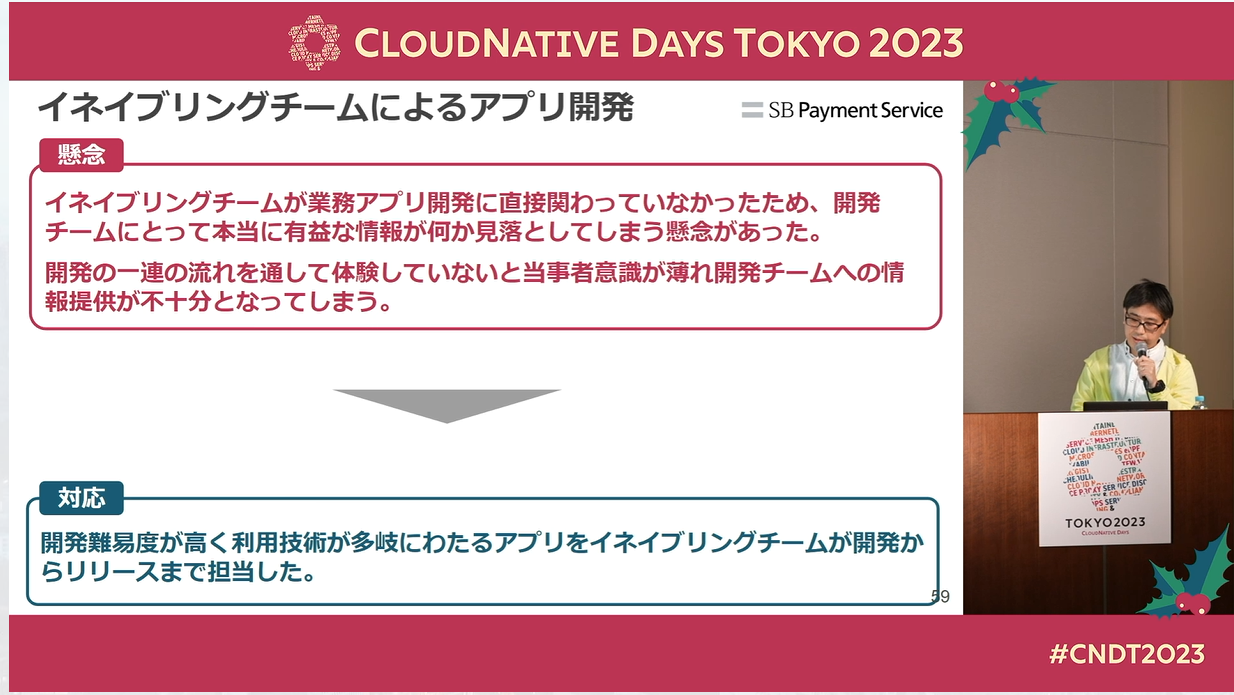 CLOUDNATIVE DAYS TOKYO 2023
イネイブリングチームによるアプリ開発
SB Payment Service
懸念
イネイブリングチームが業務アプリ開発に直接関わっていなかったため、開発
チームにとって本当に有益な情報が何か見落としてしまう懸念があった。
開発の一連の流れを通して体験していないと当事者意識が薄れ開発チームへの情
報提供が不十分となってしまう。
対応
開発難易度が高く利用技術が多岐にわたるアプリをイネイブリングチームが開発か
らリリースまで担当した。
59
TOKYO2023
CLOUDNATIVE DAYS
#CNDT2023